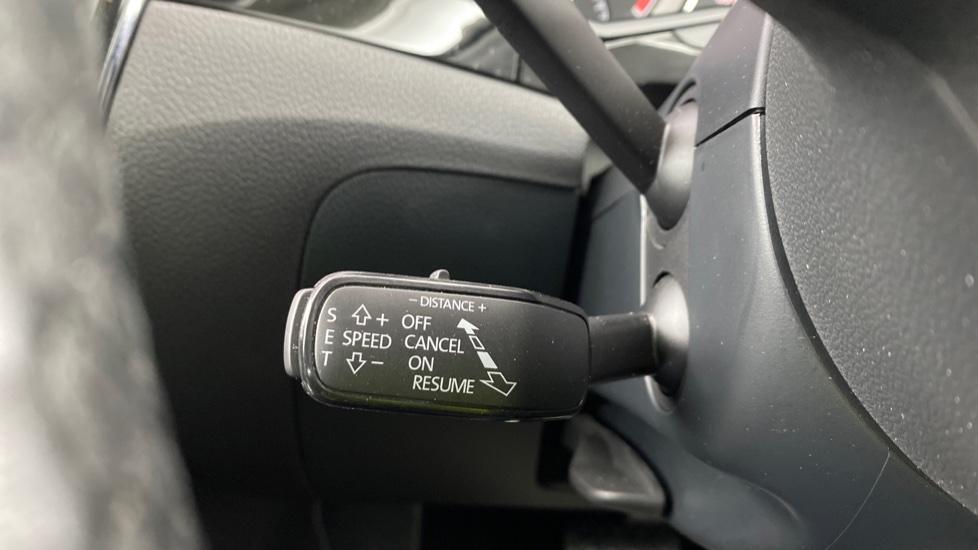 − DISTANCE +
S + OFF
E SPEED CANCEL
T − ON
RESUME